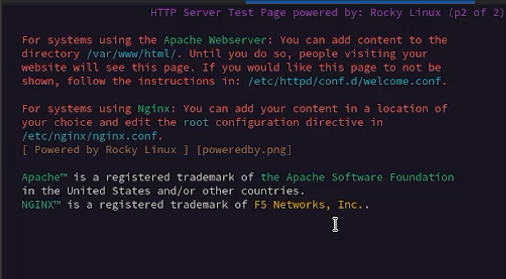 HTTP Server Test Page powered by: Rocky Linux (p2 of 2)
For systems using the Apache Webserver: You can add content to the
directory /var/www/html/. Until you do so, people visiting your
website will see this page. If you would like this page to not be
shown, follow the instructions in: /etc/httpd/conf.d/welcome.conf.
For systems using Nginx: You can add your content in a location of
your choice and edit the root configuration directive in
/etc/nginx/nginx.conf.
[ Powered by Rocky Linux ] [poweredby.png]
Apache™ is a registered trademark of the Apache Software Foundation
in the United States and/or other countries.
NGINX™ is a registered trademark of F5 Networks, Inc..